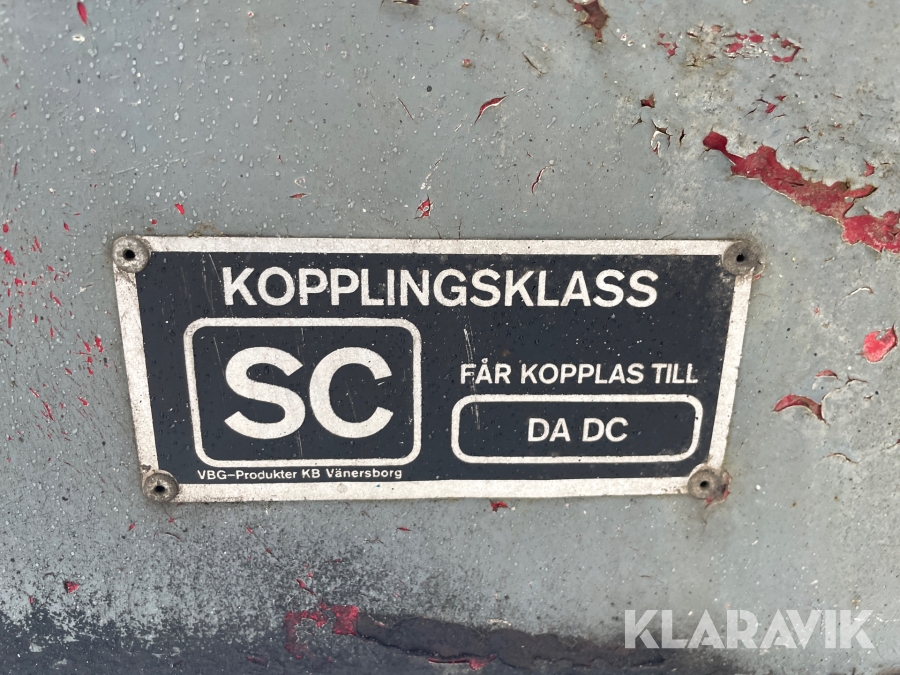 KOPPLINGSKLASS
SC
FÅR KOPPLAS TILL
DA DC
VBG-Produkter KB Vänersborg
KLARAVIK